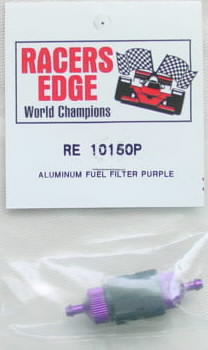 RACERS
EDGE
World Champions
RE 10150P
ALUMINUM FUEL FILTER PURPLE